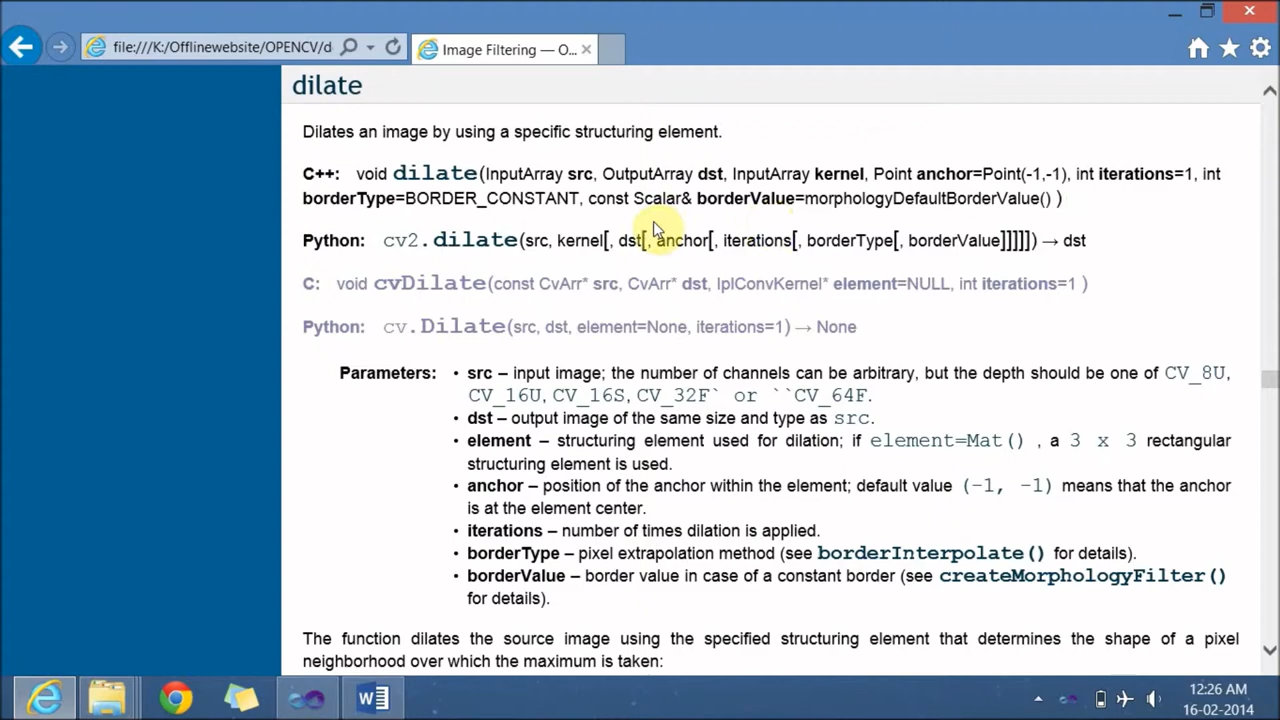 file:///K:/Offlinewebsite/OPENCV/d
Image Filtering — O...
dilate
Dilates an image by using a specific structuring element.
C++: void dilate(InputArray src, OutputArray dst, InputArray kernel, Point anchor=Point(-1,-1), int iterations=1, int
borderType=BORDER_CONSTANT, const Scalar& borderValue=morphologyDefaultBorderValue() )
Python: cv2.dilate(src, kernel[, dst[, anchor[, iterations[, borderType[, borderValue]]]]]) → dst
C: void cvDilate(const CvArr* src, CvArr* dst, IplConvKernel* element=NULL, int iterations=1 )
Python: cv.Dilate(src, dst, element=None, iterations=1) → None
Parameters: • src – input image; the number of channels can be arbitrary, but the depth should be one of CV_8U,
CV_16U, CV_16S, CV_32F` or ``CV_64F.
• dst – output image of the same size and type as src.
• element – structuring element used for dilation; if element=Mat() , a 3 x 3 rectangular
structuring element is used.
• anchor – position of the anchor within the element; default value (-1, -1) means that the anchor
is at the element center.
• iterations – number of times dilation is applied.
• borderType – pixel extrapolation method (see borderInterpolate() for details).
• borderValue – border value in case of a constant border (see createMorphologyFilter()
for details).
The function dilates the source image using the specified structuring element that determines the shape of a pixel
neighborhood over which the maximum is taken:
12:26 AM
16-02-2014